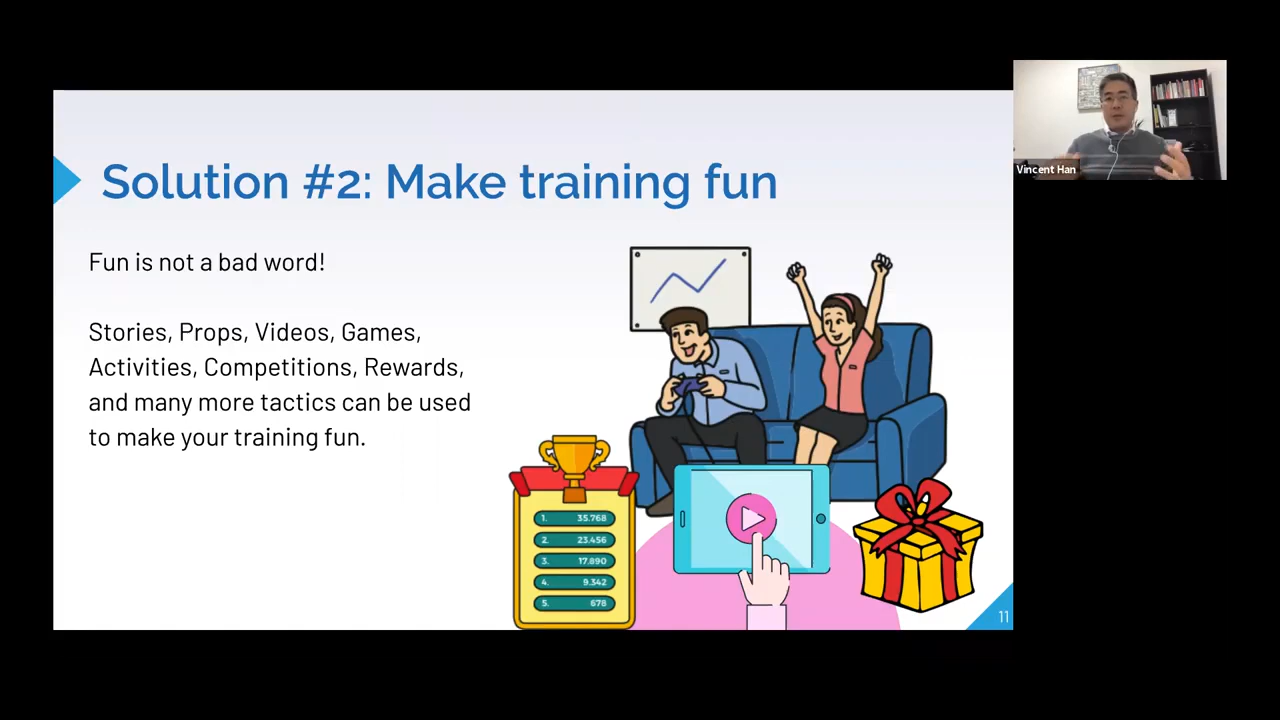 Solution #2: Make training fun
Fun is not a bad word!
Stories, Props, Videos, Games,
Activities, Competitions, Rewards,
and many more tactics can be used
to make your training fun.
1. 35.768
2. 23.456
3. 17.890
4. 9.342
5. 678
11
Vincent Han